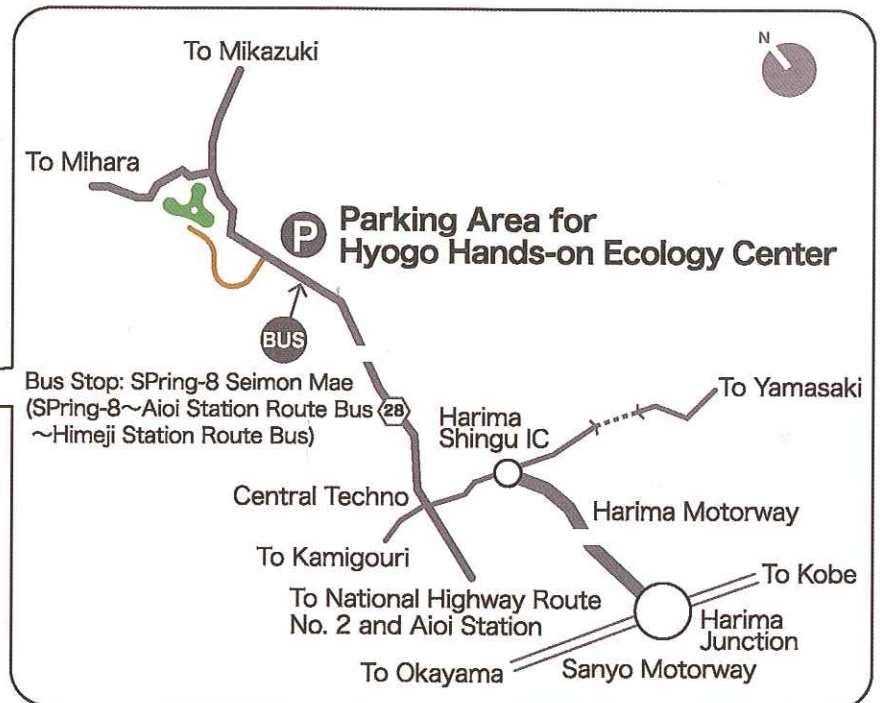 N
To Mikazuki
To Mihara
P
Parking Area for
Hyogo Hands-on Ecology Center
BUS
Bus Stop: SPring-8 Seimon Mae
(SPring-8～Aioi Station Route Bus
～Himeji Station Route Bus)
28
To Yamasaki
Harima
Shingu IC
Central Techno
Harima Motorway
To Kamigouri
To National Highway Route
No. 2 and Aioi Station
To Kobe
Harima
Junction
To Okayama
Sanyo Motorway